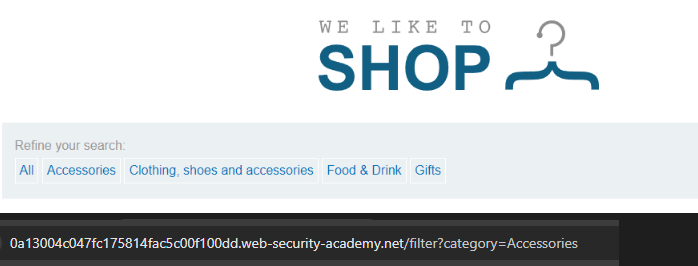 WE LIKE TO
SHOP
Refine your search:
All Accessories Clothing, shoes and accessories Food & Drink Gifts
0a13004c047fc175814fac5c00f100dd.web-security-academy.net/filter?category=Accessories